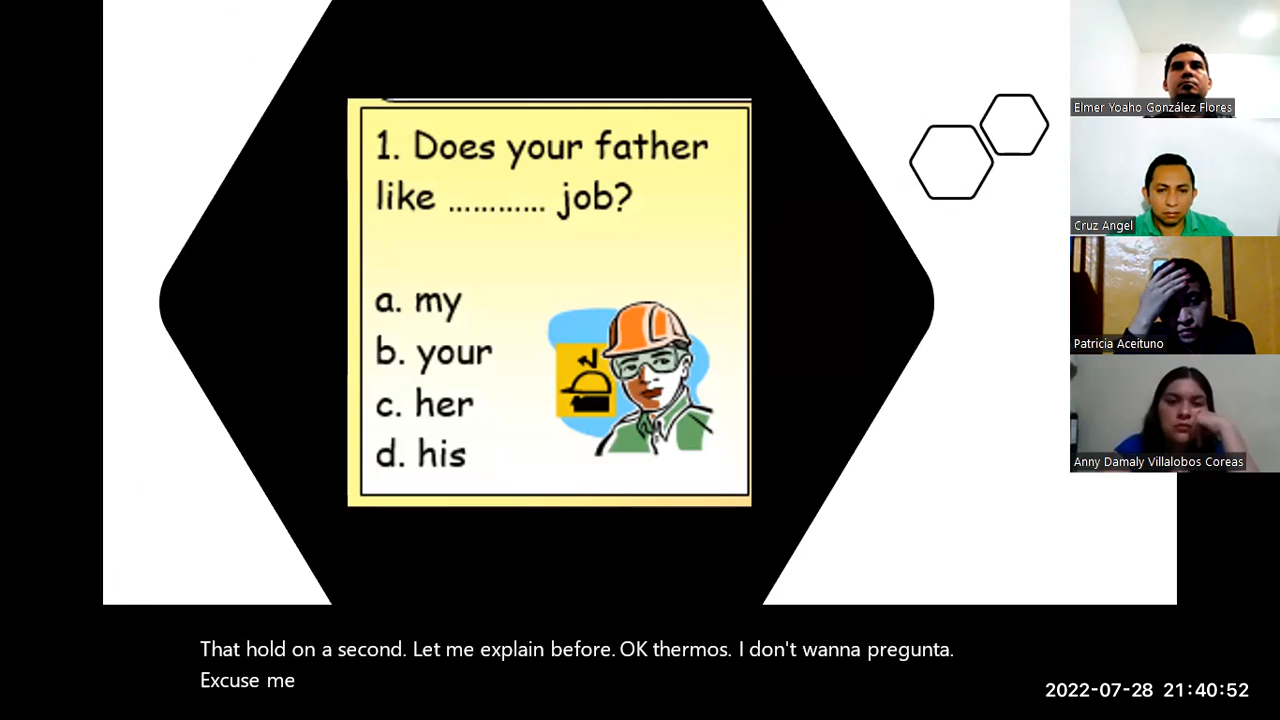 1. Does your father
like ............ job?
a. my
b. your
c. her
d. his
Elmer Yoaho González Flores
Cruz Angel
Patricia Aceituno
Anny Damaly Villalobos Coreas
That hold on a second. Let me explain before. OK thermos. I don't wanna pregunta.
Excuse me
2022-07-28 21:40:52